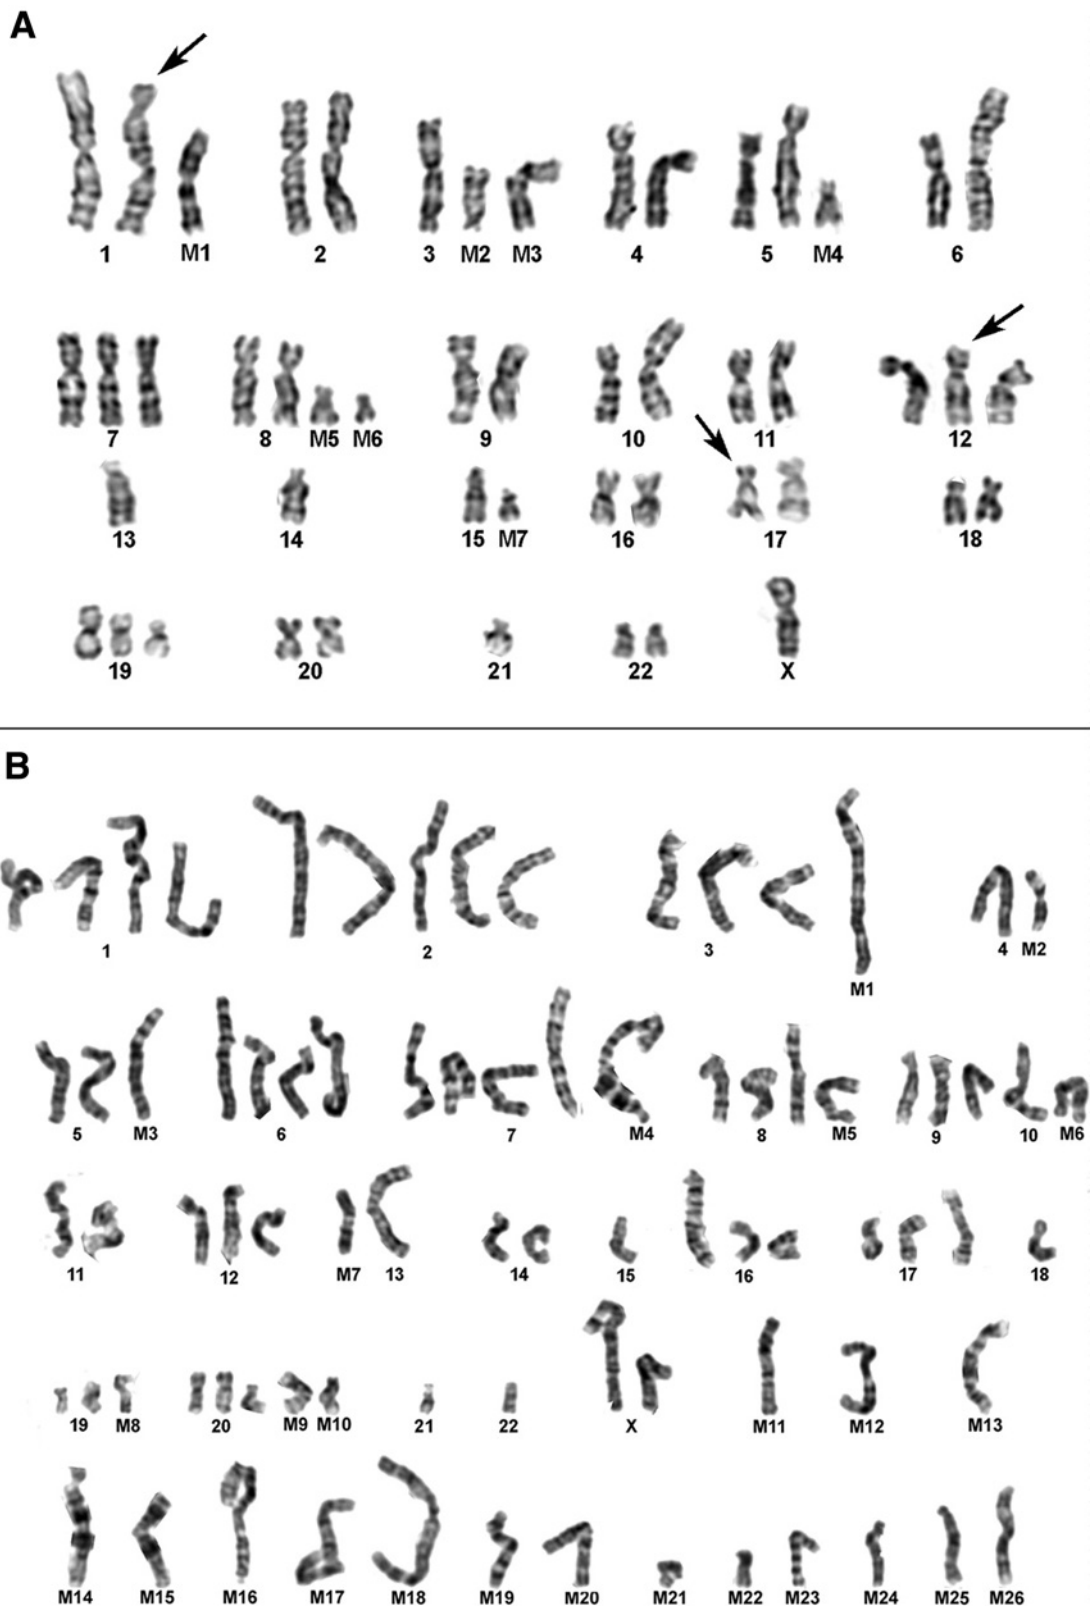 A
1 M1 2 3 M2 M3 4 5 M4 6
7 8 M5 M6 9 10 11 12
13 14 15 M7 16 17 18
19 20 21 22 X
B
1 2 3 M1 4 M2
5 M3 6 7 M4 8 M5 9 10 M6
11 12 M7 13 14 15 16 17 18
19 M8 20 M9 M10 21 22 X M11 M12 M13
M14 M15 M16 M17 M18 M19 M20 M21 M22 M23 M24 M25 M26